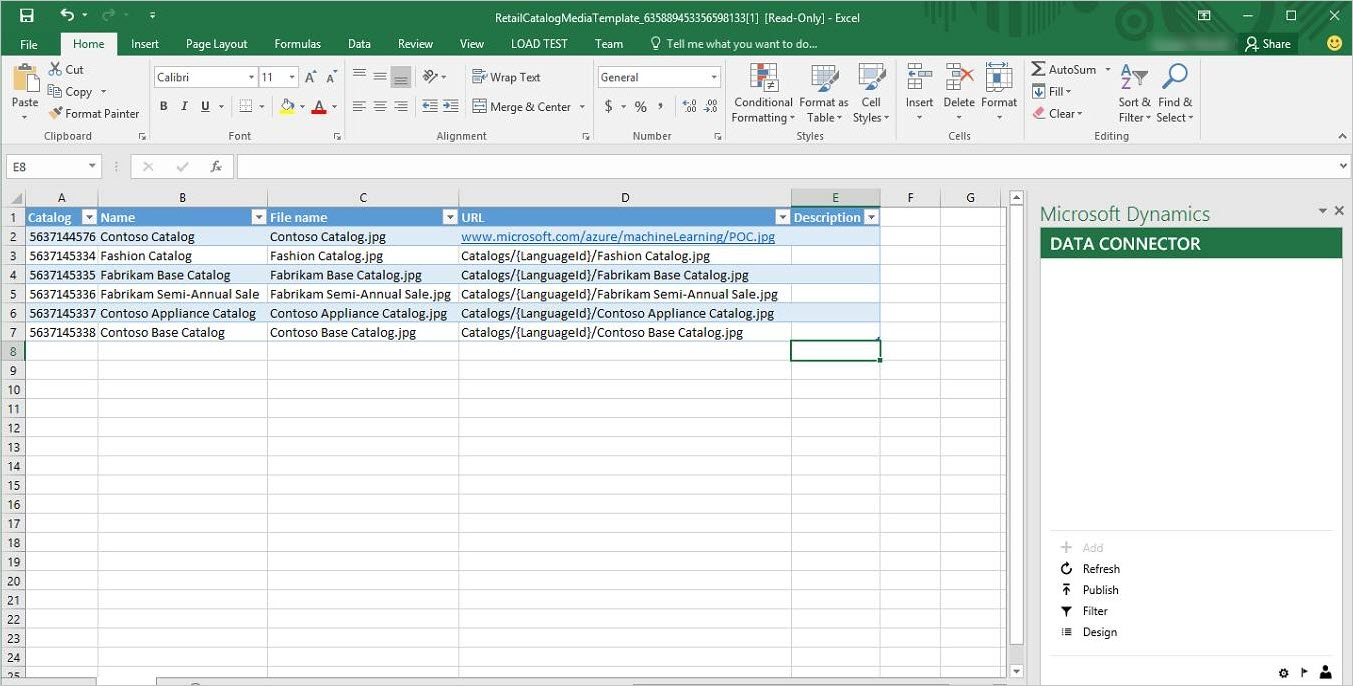 RetailCatalogMediaTemplate_635889453356598133[1] [Read-Only] - Excel
File Home Insert Page Layout Formulas Data Review View LOAD TEST Team Tell me what you want to do... Share
Paste
Cut
Copy
Format Painter
Clipboard
Calibri 11 A A
B I U A
Font
Wrap Text
Merge & Center
Alignment
General
$ % , .00 .00
Number
Conditional Formatting
Format as Table
Cell Styles
Styles
Insert Delete Format
Cells
AutoSum
Fill
Clear
Sort & Filter
Find & Select
Editing
E8 fx
A B C D E F G
1 Catalog Name File name URL Description
2 5637144576 Contoso Catalog Contoso Catalog.jpg www.microsoft.com/azure/machineLearning/POC.jpg
3 5637145334 Fashion Catalog Fashion Catalog.jpg Catalogs/{LanguageId}/Fashion Catalog.jpg
4 5637145335 Fabrikam Base Catalog Fabrikam Base Catalog.jpg Catalogs/{LanguageId}/Fabrikam Base Catalog.jpg
5 5637145336 Fabrikam Semi-Annual Sale Fabrikam Semi-Annual Sale.jpg Catalogs/{LanguageId}/Fabrikam Semi-Annual Sale.jpg
6 5637145337 Contoso Appliance Catalog Contoso Appliance Catalog.jpg Catalogs/{LanguageId}/Contoso Appliance Catalog.jpg
7 5637145338 Contoso Base Catalog Contoso Base Catalog.jpg Catalogs/{LanguageId}/Contoso Base Catalog.jpg
8
9
10
11
12
13
14
15
16
17
18
19
20
21
22
23
24
25
Microsoft Dynamics
DATA CONNECTOR
Add
Refresh
Publish
Filter
Design